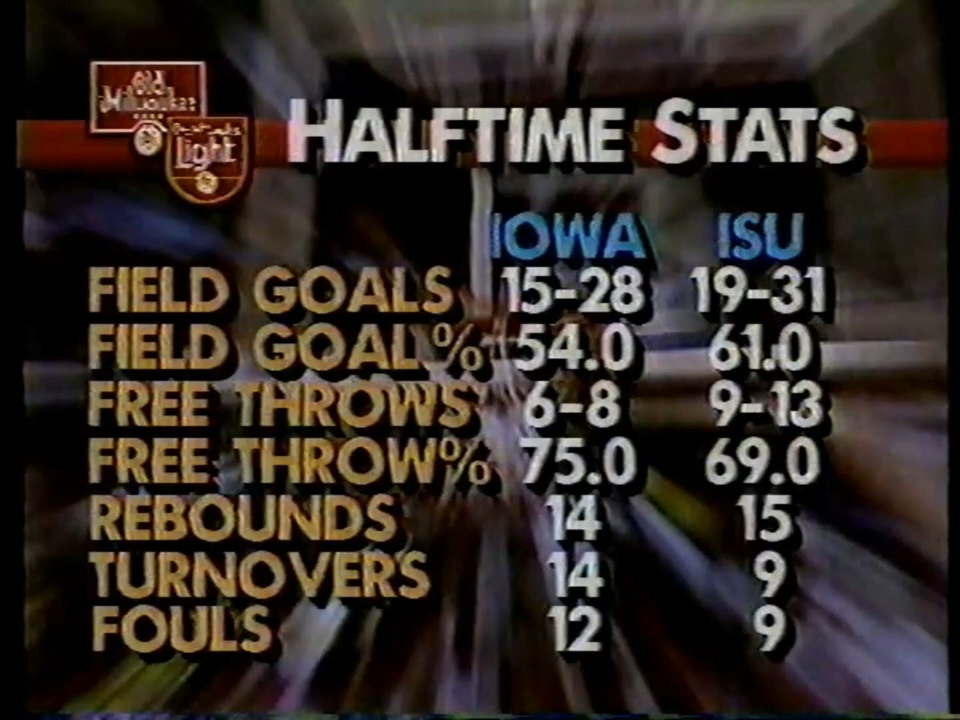 Old
Milwaukee
Light
HALFTIME STATS
IOWA ISU
FIELD GOALS 15-28 19-31
FIELD GOAL% 54.0 61.0
FREE THROWS 6-8 9-13
FREE THROW% 75.0 69.0
REBOUNDS 14 15
TURNOVERS 14 9
FOULS 12 9